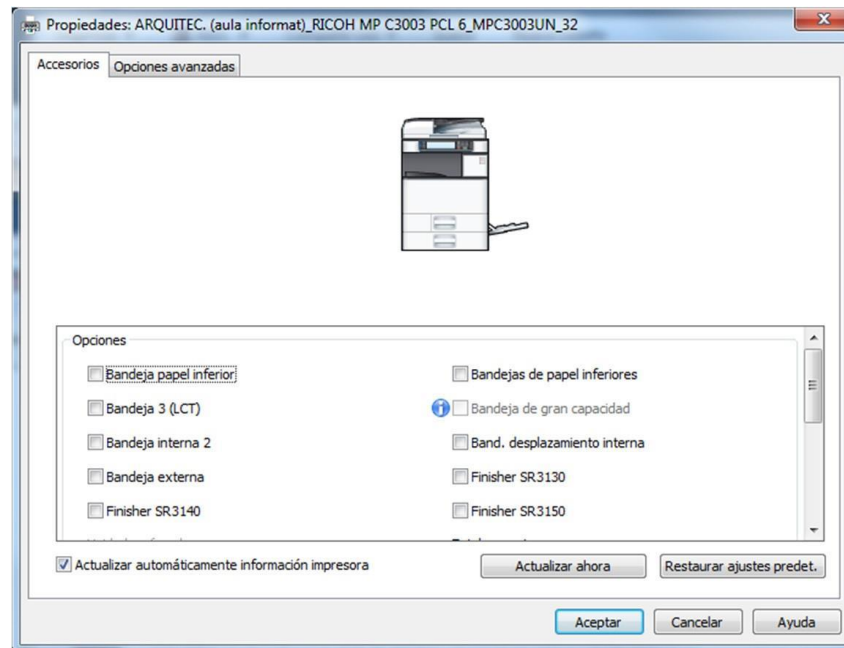 Propiedades: ARQUITEC. (aula informat)_RICOH MP C3003 PCL 6_MPC3003UN_32
Accesorios
Opciones avanzadas
Opciones
Bandeja papel inferior
Bandejas de papel inferiores
Bandeja 3 (LCT)
Bandeja de gran capacidad
Bandeja interna 2
Band. desplazamiento interna
Bandeja externa
Finisher SR3130
Finisher SR3140
Finisher SR3150
Actualizar automáticamente información impresora
Actualizar ahora
Restaurar ajustes predet.
Aceptar
Cancelar
Ayuda